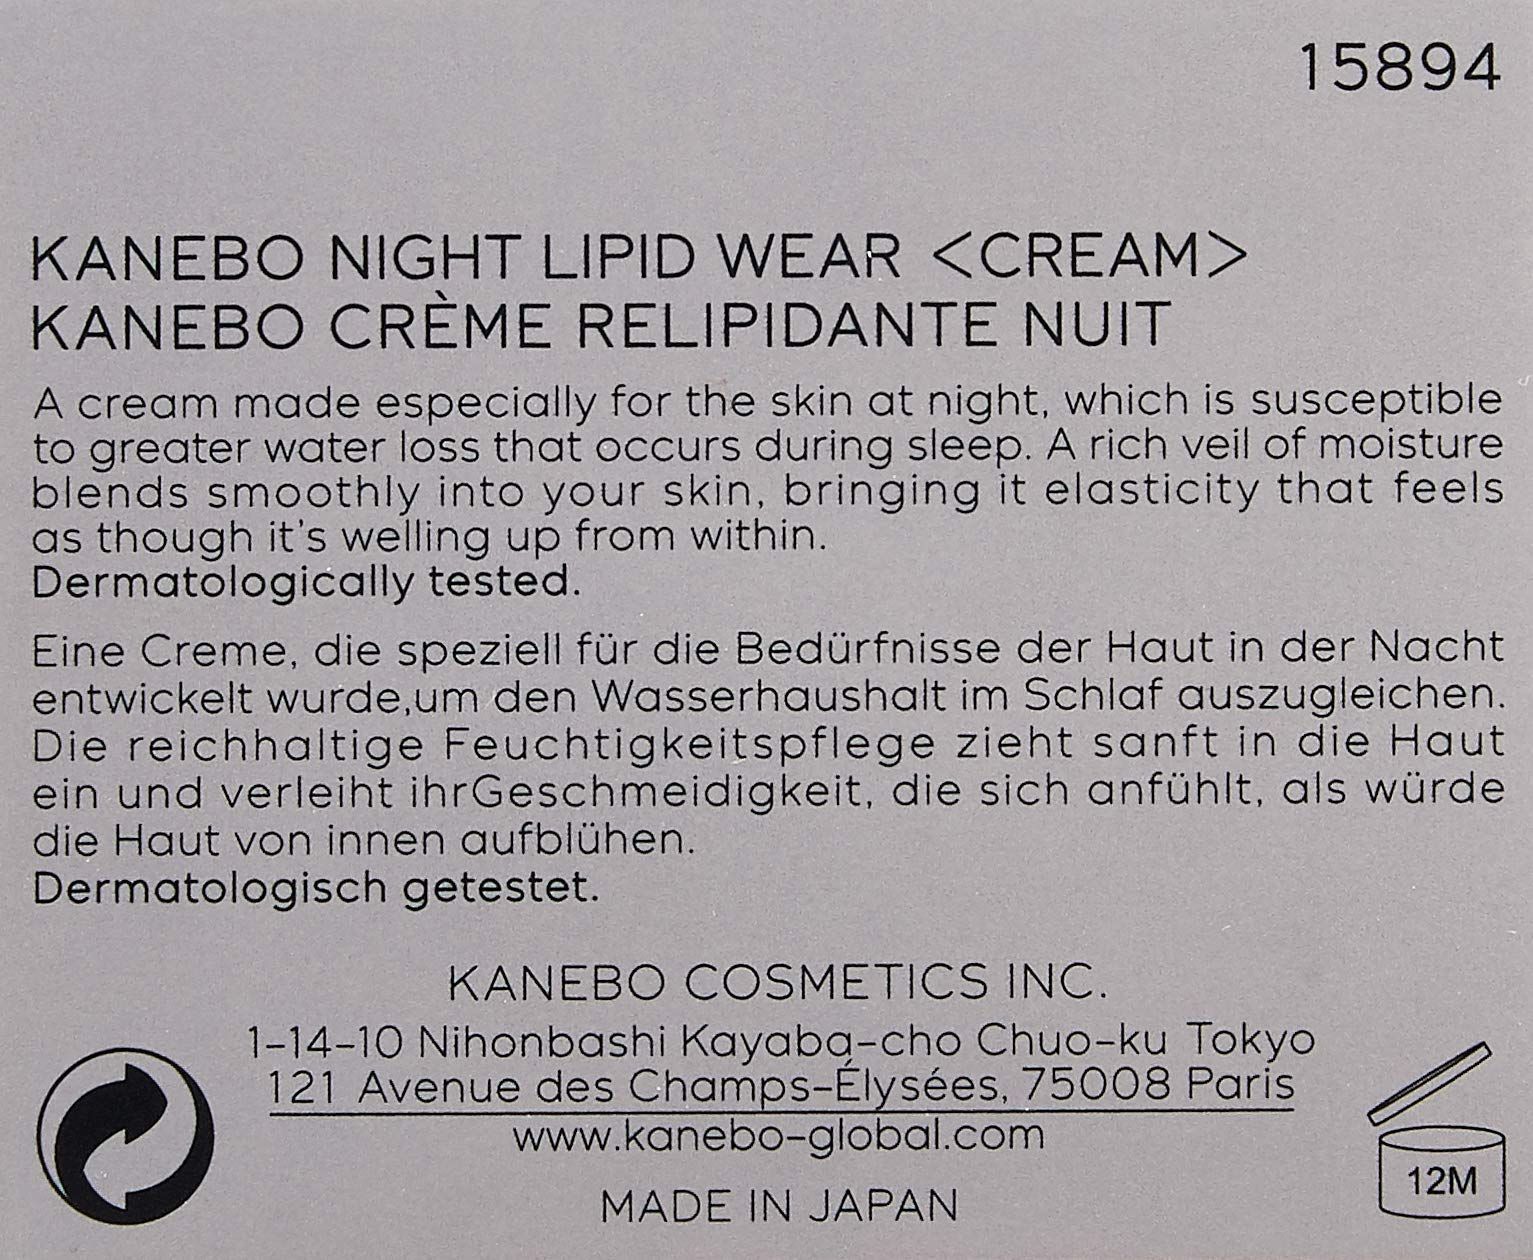 15894
KANEBO NIGHT LIPID WEAR <CREAM>
KANEBO CRÈME RELIPIDANTE NUIT
A cream made especially for the skin at night, which is susceptible
to greater water loss that occurs during sleep. A rich veil of moisture
blends smoothly into your skin, bringing it elasticity that feels
as though it's welling up from within.
Dermatologically tested.
Eine Creme, die speziell für die Bedürfnisse der Haut in der Nacht
entwickelt wurde,um den Wasserhaushalt im Schlaf auszugleichen.
Die reichhaltige Feuchtigkeitspflege zieht sanft in die Haut
ein und verleiht ihrGeschmeidigkeit, die sich anfühlt, als würde
die Haut von innen aufblühen.
Dermatologisch getestet.
KANEBO COSMETICS INC.
1-14-10 Nihonbashi Kayaba-cho Chuo-ku Tokyo
121 Avenue des Champs-Élysées, 75008 Paris
www.kanebo-global.com
MADE IN JAPAN
12M